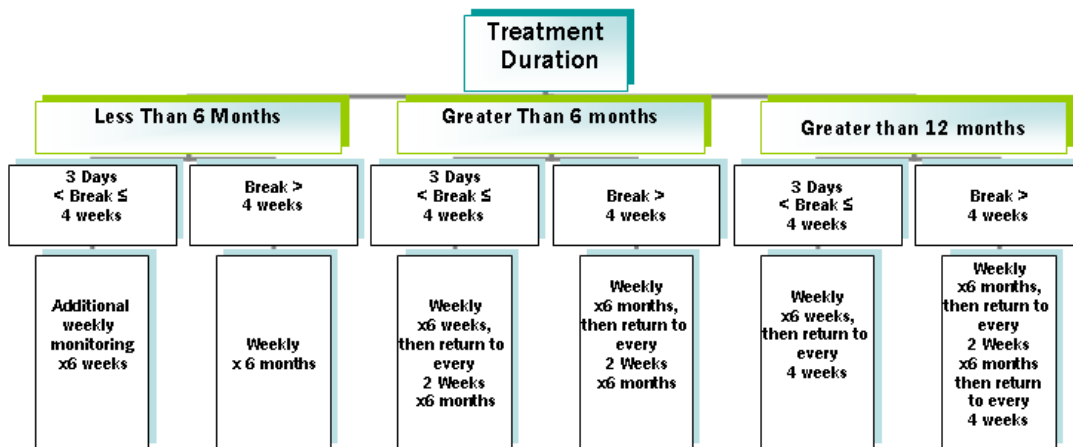 Treatment
Duration
Less Than 6 Months
Greater Than 6 months
Greater than 12 months
3 Days
< Break ≤
4 weeks
Break >
4 weeks
3 Days
< Break ≤
4 weeks
Break >
4 weeks
3 Days
< Break ≤
4 weeks
Break >
4 weeks
Additional
weekly
monitoring
x6 weeks
Weekly
x 6 months
Weekly
x6 weeks,
then return to
every
2 Weeks
x6 months
Weekly
x6 months,
then return to
every
2 Weeks
x6 months
Weekly
x6 weeks,
then return to
every
4 weeks
Weekly
x6 months,
then return to
every
2 Weeks
x6 months
then return
to every
4 weeks